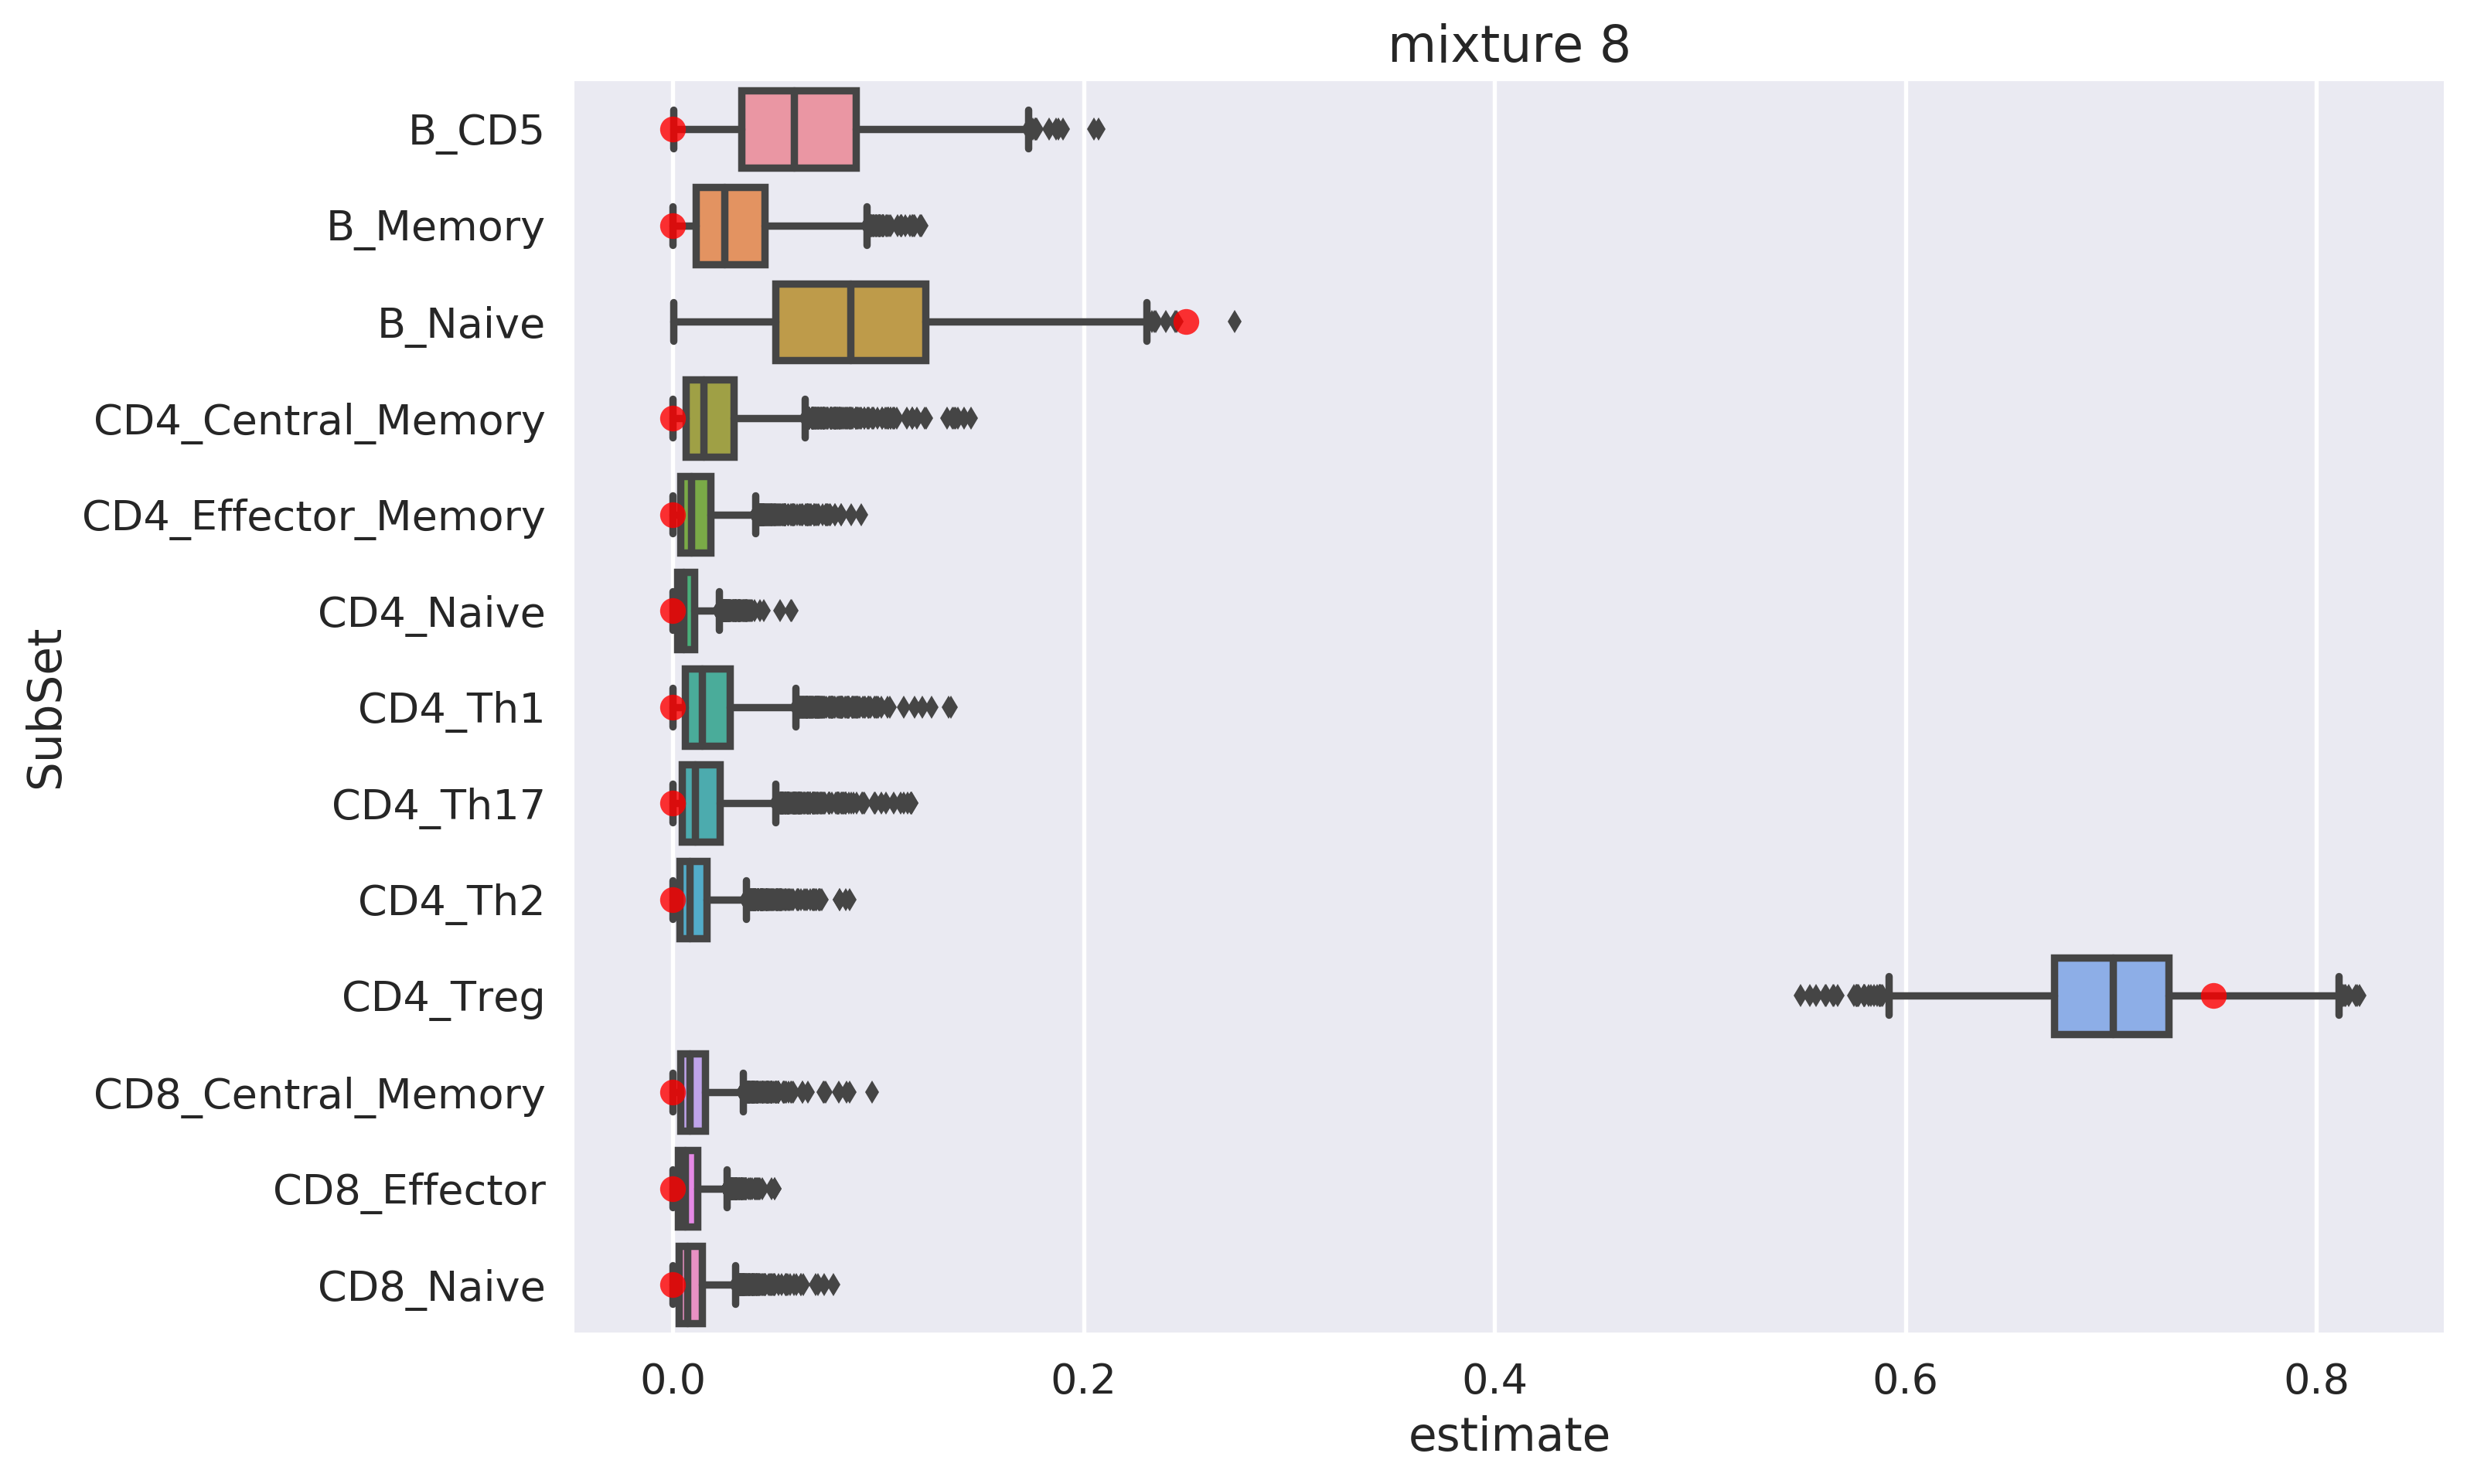 mixture 8
SubSet
B_CD5
B_Memory
B_Naive
CD4_Central_Memory
CD4_Effector_Memory
CD4_Naive
CD4_Th1
CD4_Th17
CD4_Th2
CD4_Treg
CD8_Central_Memory
CD8_Effector
CD8_Naive
0.0 0.2 0.4 0.6 0.8
estimate